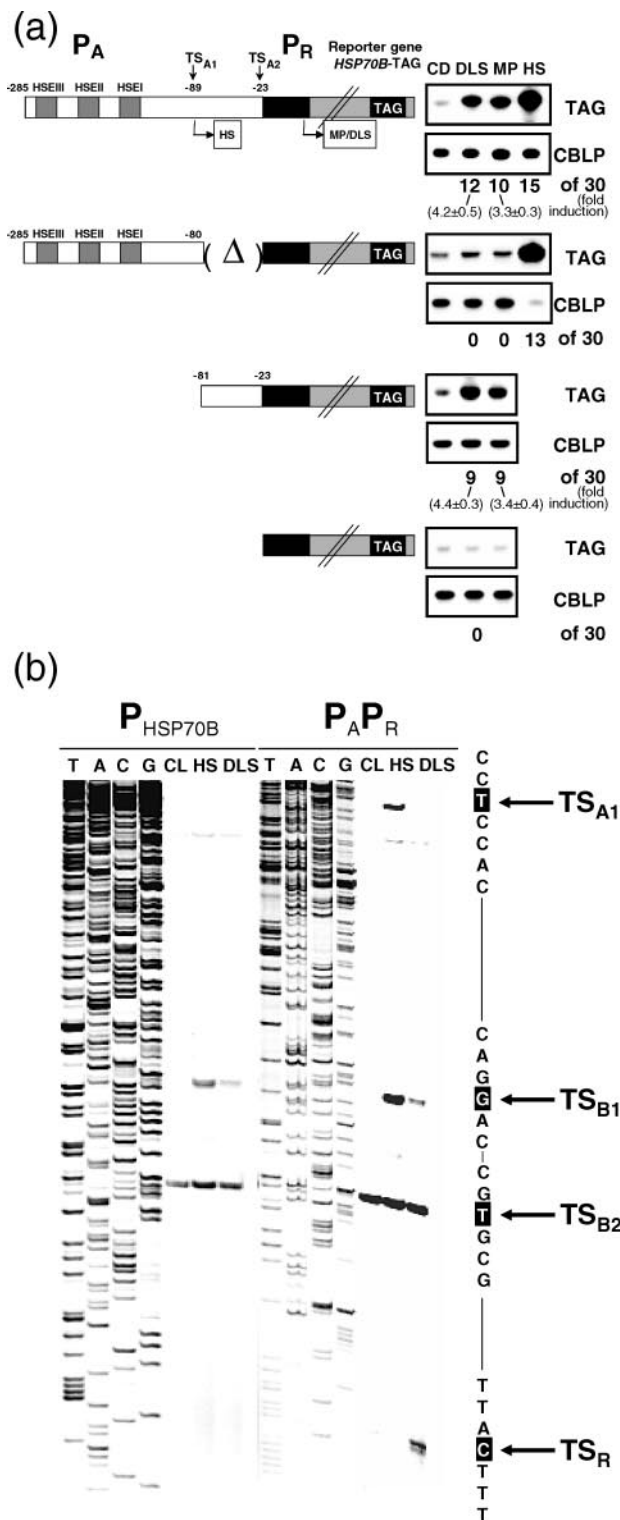 (a)
PA PR Reporter gene
HSP70B-TAG
TSA1 TSA2
CD DLS MP HS
HSEIII HSEII HSEI
-285 -89 -23
TAG TAG
HS MP/DLS
CBLP
12 10 15 of 30
(4.2±0.5) (3.3±0.3) (fold induction)
HSEIII HSEII HSEI
-285 -80
( Δ ) TAG TAG
CBLP
0 0 13 of 30
-81 -23
TAG TAG
CBLP
9 9 of 30
(4.4±0.3) (3.4±0.4) (fold induction)
TAG TAG
CBLP
0 of 30
(b)
PHSP70B PAPR
T A C G CL HS DLS T A C G CL HS DLS
C
C
T TSA1
C
C
A
C
C
A
G
G TSB1
A
C
C
G
T TSB2
G
C
G
T
T
A
C TSR
T
T
T